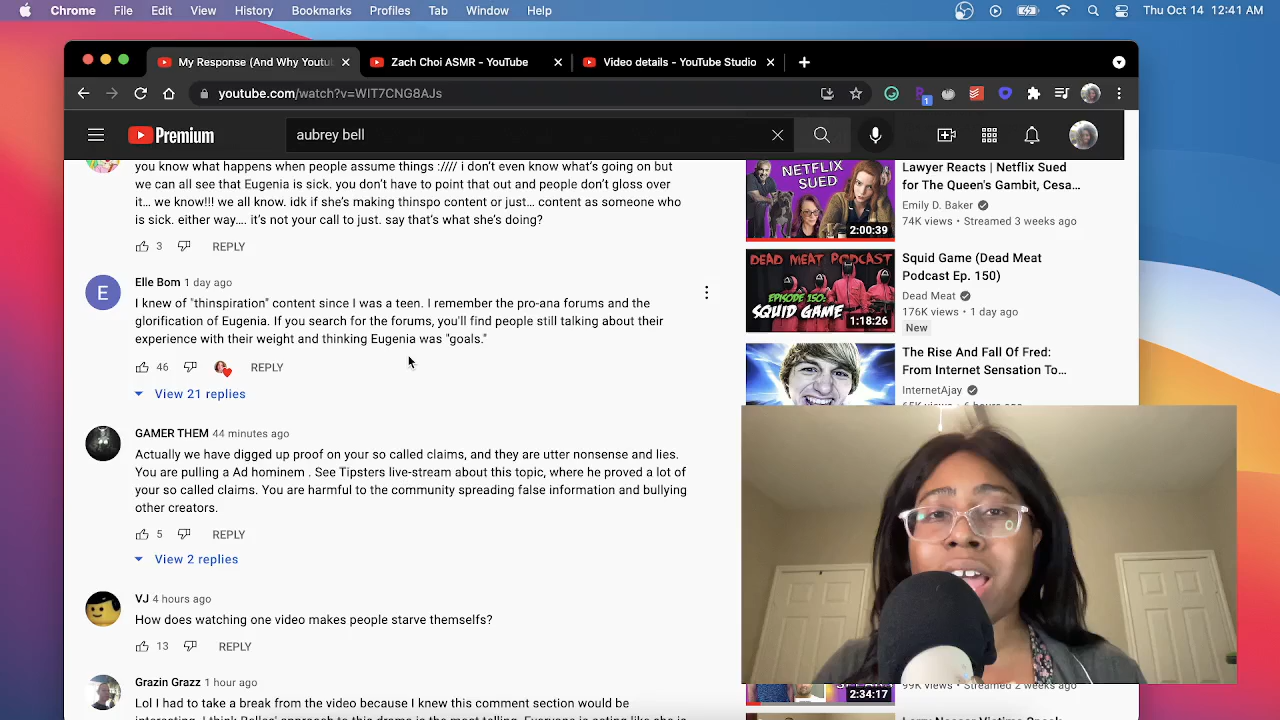 Chrome File Edit View History Bookmarks Profiles Tab Window Help Thu Oct 14 12:41 AM
My Response (And Why Youtu Zach Choi ASMR - YouTube Video details - YouTube Studio
youtube.com/watch?v=WIT7CNG8AJs
1
Premium aubrey bell
you know what happens when people assume things ://// i don't even know what's going on but
we can all see that Eugenia is sick. you don't have to point that out and people don't gloss over
it... we know!!! we all know. idk if she's making thinspo content or just... content as someone who
is sick. either way.... it's on your call to just. say that's what she's doing?
3 REPLY
E
Elle Bom 1 day ago
I knew of "thinspiration" content since I was a teen. I remember the pro-ana forums and the
glorification of Eugenia. If you search for the forums, you'll find people still talking about their
experience with their weight and thinking Eugenia was "goals."
46 REPLY
View 21 replies
GAMER THEM 44 minutes ago
Actually we have digged up proof on your so called claims, and they are utter nonsense and lies.
You are pulling a Ad hominem . See Tipsters live-stream about this topic, where he proved a lot of
your so called claims. You are harmful to the community spreading false information and bullying
other creators.
5 REPLY
View 2 replies
VJ 4 hours ago
How does watching one video makes people starve themselfs?
13 REPLY
Grazin Grazz 1 hour ago
Lol I had to take a break from the video because I knew this comment section would be
NETFLIX
SUED
2:00:39
Lawyer Reacts | Netflix Sued
for The Queen's Gambit, Cesa...
Emily D. Baker
74K views • Streamed 3 weeks ago
DEAD MEAT PODCAST
EPISODE 150:
SQUID GAME
1:18:26
Squid Game (Dead Meat
Podcast Ep. 150)
Dead Meat
176K views • 1 day ago
New
The Rise And Fall Of Fred:
From Internet Sensation To...
InternetAjay
2:34:17
99K views • Streamed 2 weeks ago